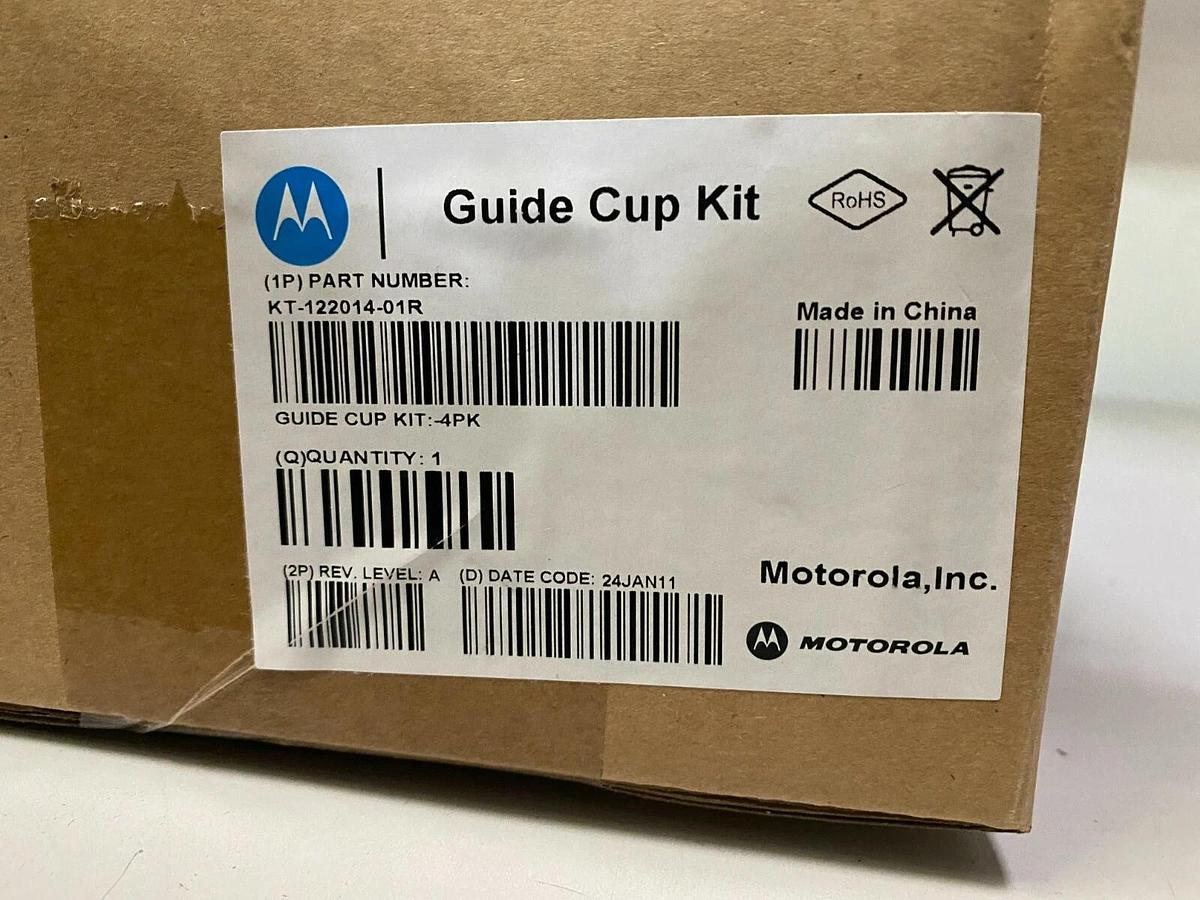 Guide Cup Kit
RoHS
(1P) PART NUMBER:
KT-122014-01R
Made in China
GUIDE CUP KIT:-4PK
(Q)QUANTITY: 1
(2P) REV. LEVEL: A (D) DATE CODE: 24JAN11
Motorola,Inc.
MOTOROLA